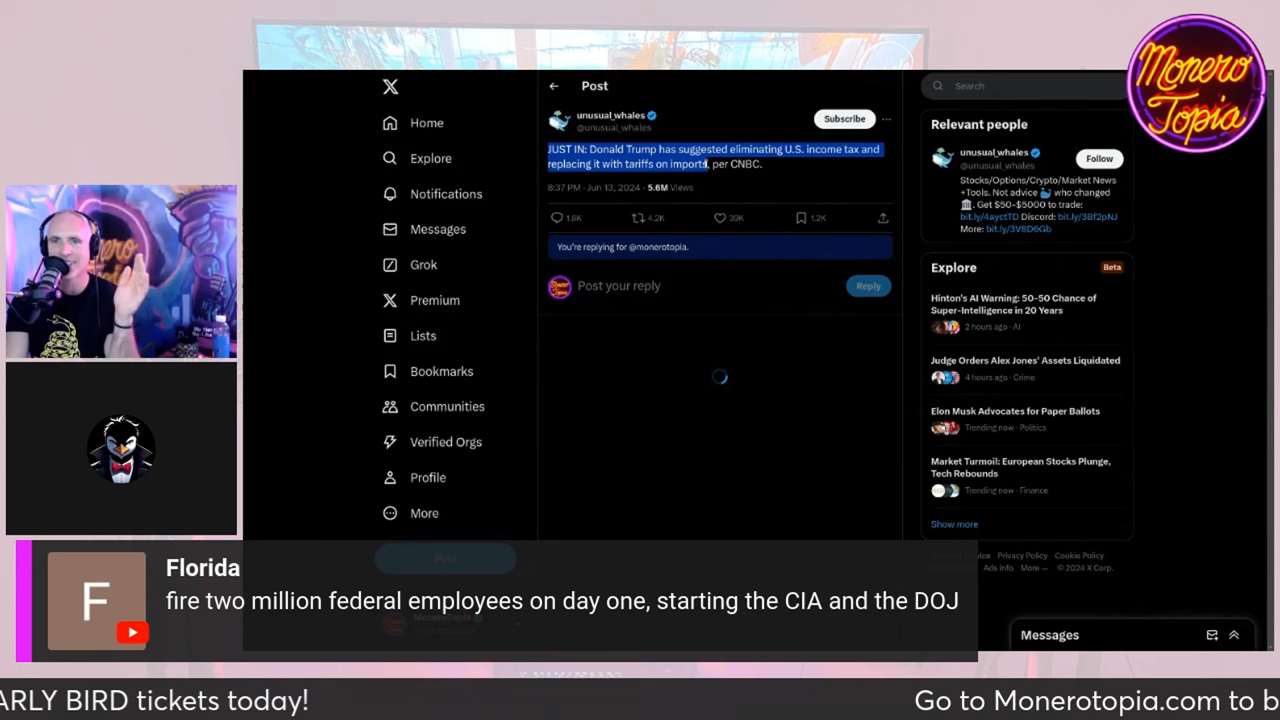 Monero
Topia
Post
unusual_whales
@unusual_whales
Subscribe
JUST IN: Donald Trump has suggested eliminating U.S. income tax and
replacing it with tariffs on imports, per CNBC.
8:37 PM · Jun 13, 2024 · 5.6M Views
1.8K 4.2K 39K 1.2K
You're replying for @monerotopia.
Post your reply
Reply
Home
Explore
Notifications
Messages
Grok
Premium
Lists
Bookmarks
Communities
Verified Orgs
Profile
More
Post
MoneroTopia
Search
Relevant people
unusual_whales
@unusual_whales
Follow
Stocks/Options/Crypto/Market News
+Tools. Not advice who changed
. Get $50-$5000 to trade:
bit.ly/4ayctTD Discord: bit.ly/3Bf2pNJ
More: bit.ly/3V8D6Gb
Explore
Beta
Hinton's AI Warning: 50-50 Chance of
Super-Intelligence in 20 Years
2 hours ago · AI
Judge Orders Alex Jones' Assets Liquidated
4 hours ago · Crime
Elon Musk Advocates for Paper Ballots
Trending now · Politics
Market Turmoil: European Stocks Plunge,
Tech Rebounds
Trending now · Finance
Show more
Privacy Policy Cookie Policy
Ads info More ··· © 2024 X Corp.
Messages
F
Florida
fire two million federal employees on day one, starting the CIA and the DOJ
ARLY BIRD tickets today!
Go to Monerotopia.com to b